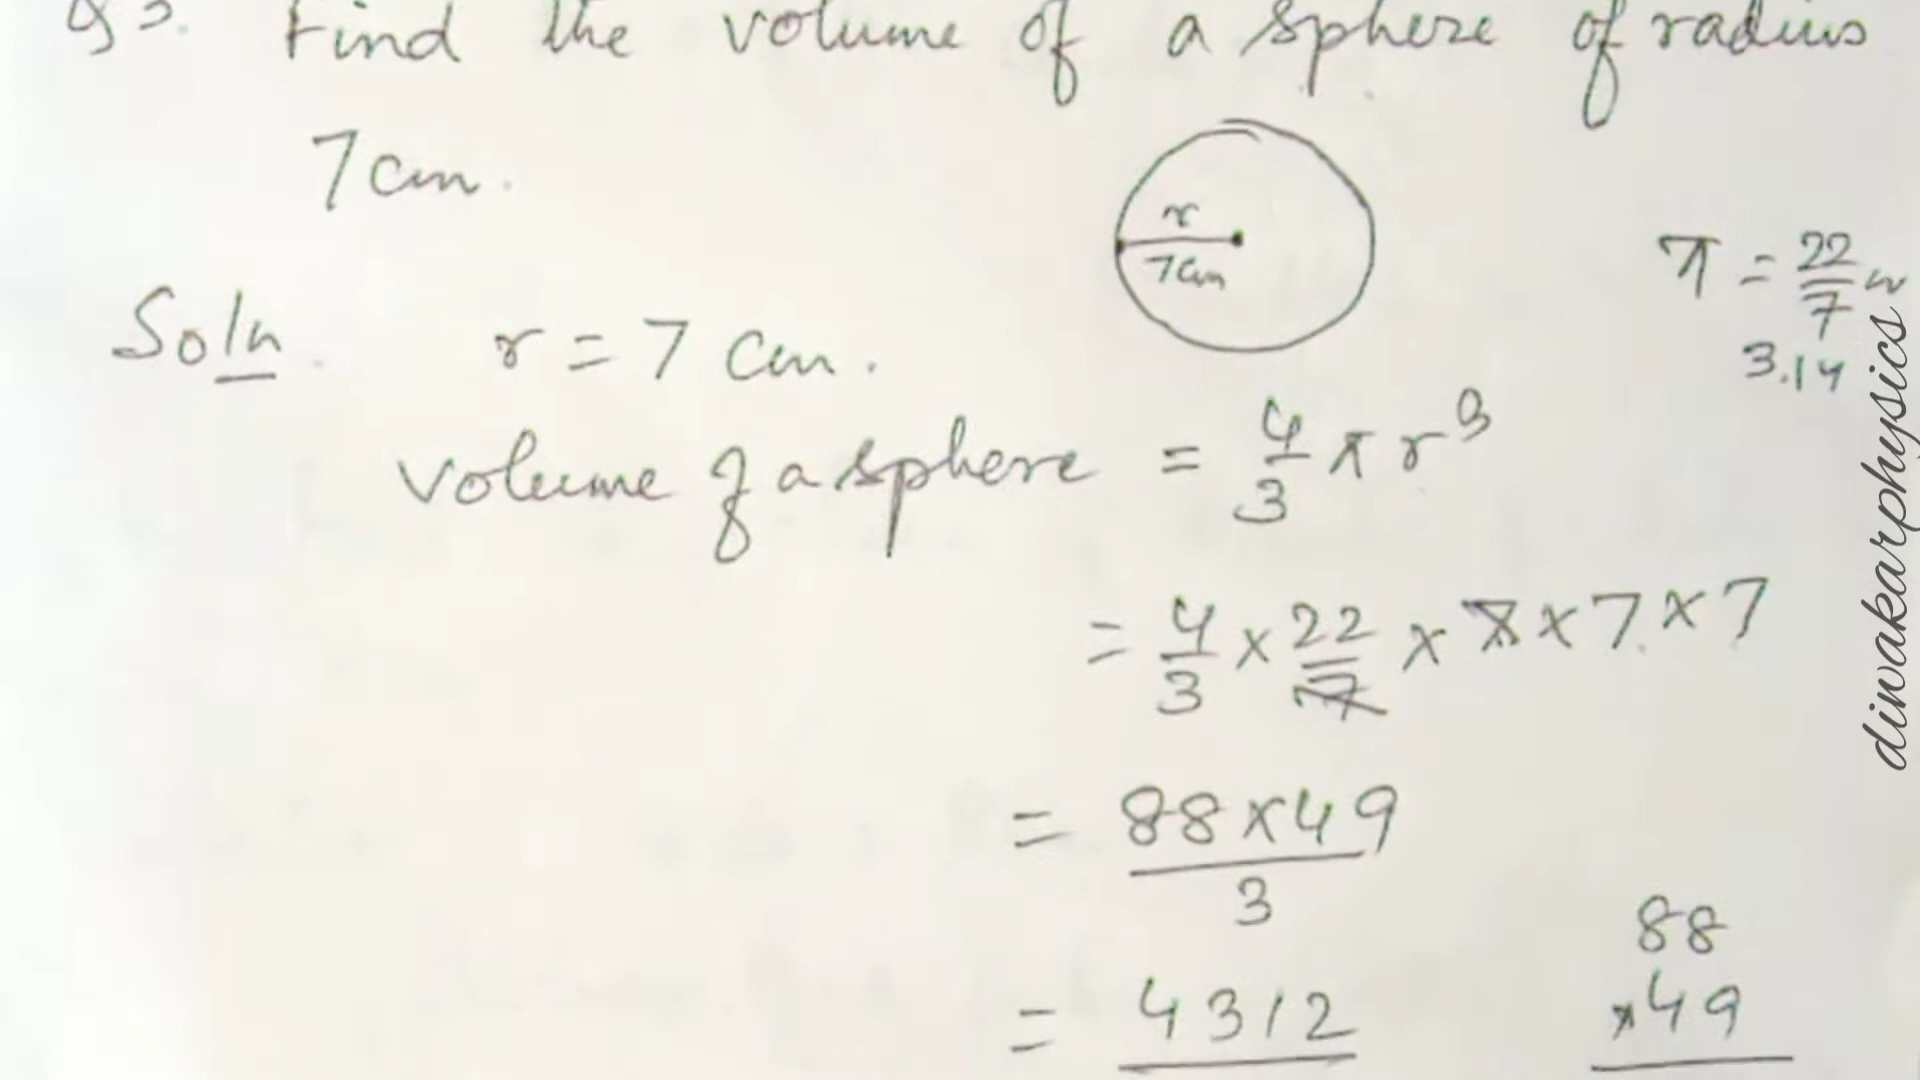 Q3. Find the volume of a sphere of radius
7cm.
r
7cm
π = 22/7 or
3.14
Soln. r = 7 cm.
Volume of a sphere = 4/3 π r³
= 4/3 × 22/7 × 7 × 7 × 7
= 88×49/3
88
×49
= 4312
diwakarphysics